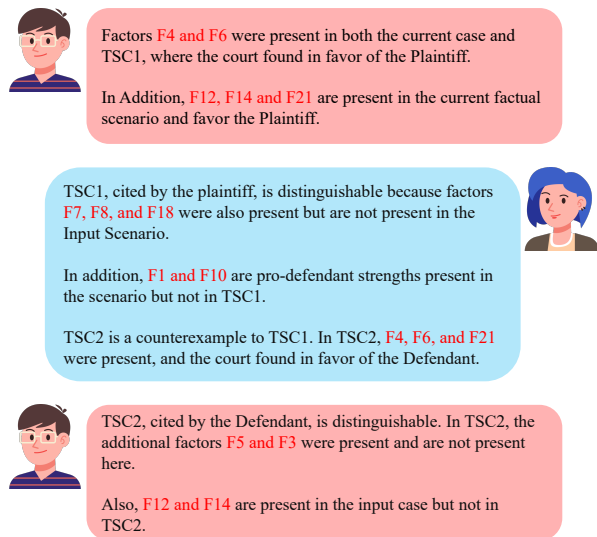 Factors F4 and F6 were present in both the current case and
TSC1, where the court found in favor of the Plaintiff.
In Addition, F12, F14 and F21 are present in the current factual
scenario and favor the Plaintiff.
TSC1, cited by the plaintiff, is distinguishable because factors
F7, F8, and F18 were also present but are not present in the
Input Scenario.
In addition, F1 and F10 are pro-defendant strengths present in
the scenario but not in TSC1.
TSC2 is a counterexample to TSC1. In TSC2, F4, F6, and F21
were present, and the court found in favor of the Defendant.
TSC2, cited by the Defendant, is distinguishable. In TSC2, the
additional factors F5 and F3 were present and are not present
here.
Also, F12 and F14 are present in the input case but not in
TSC2.